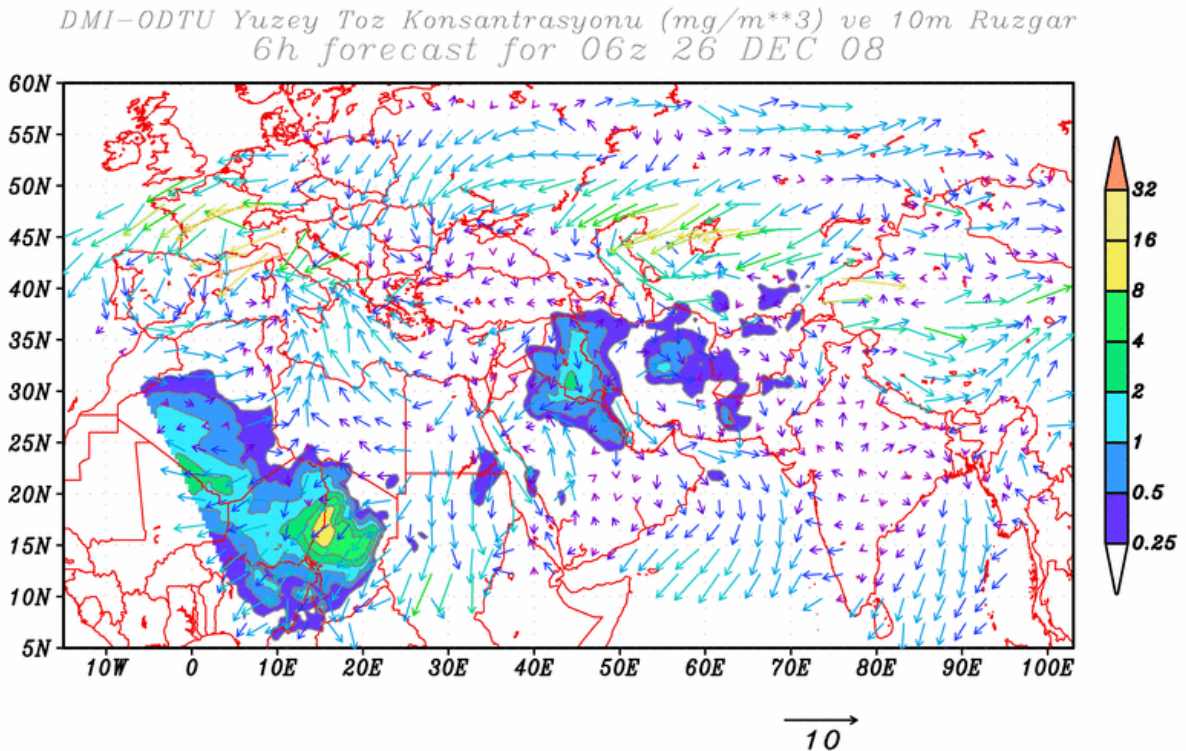 DMI-ODTU Yuzey Toz Konsantrasyonu (mg/m**3) ve 10m Ruzgar
6h forecast for 06z 26 DEC 08
60N
55N
50N
45N
40N
35N
30N
25N
20N
15N
10N
5N
10W 0 10E 20E 30E 40E 50E 60E 70E 80E 90E 100E
32
16
8
4
2
1
0.5
0.25
10